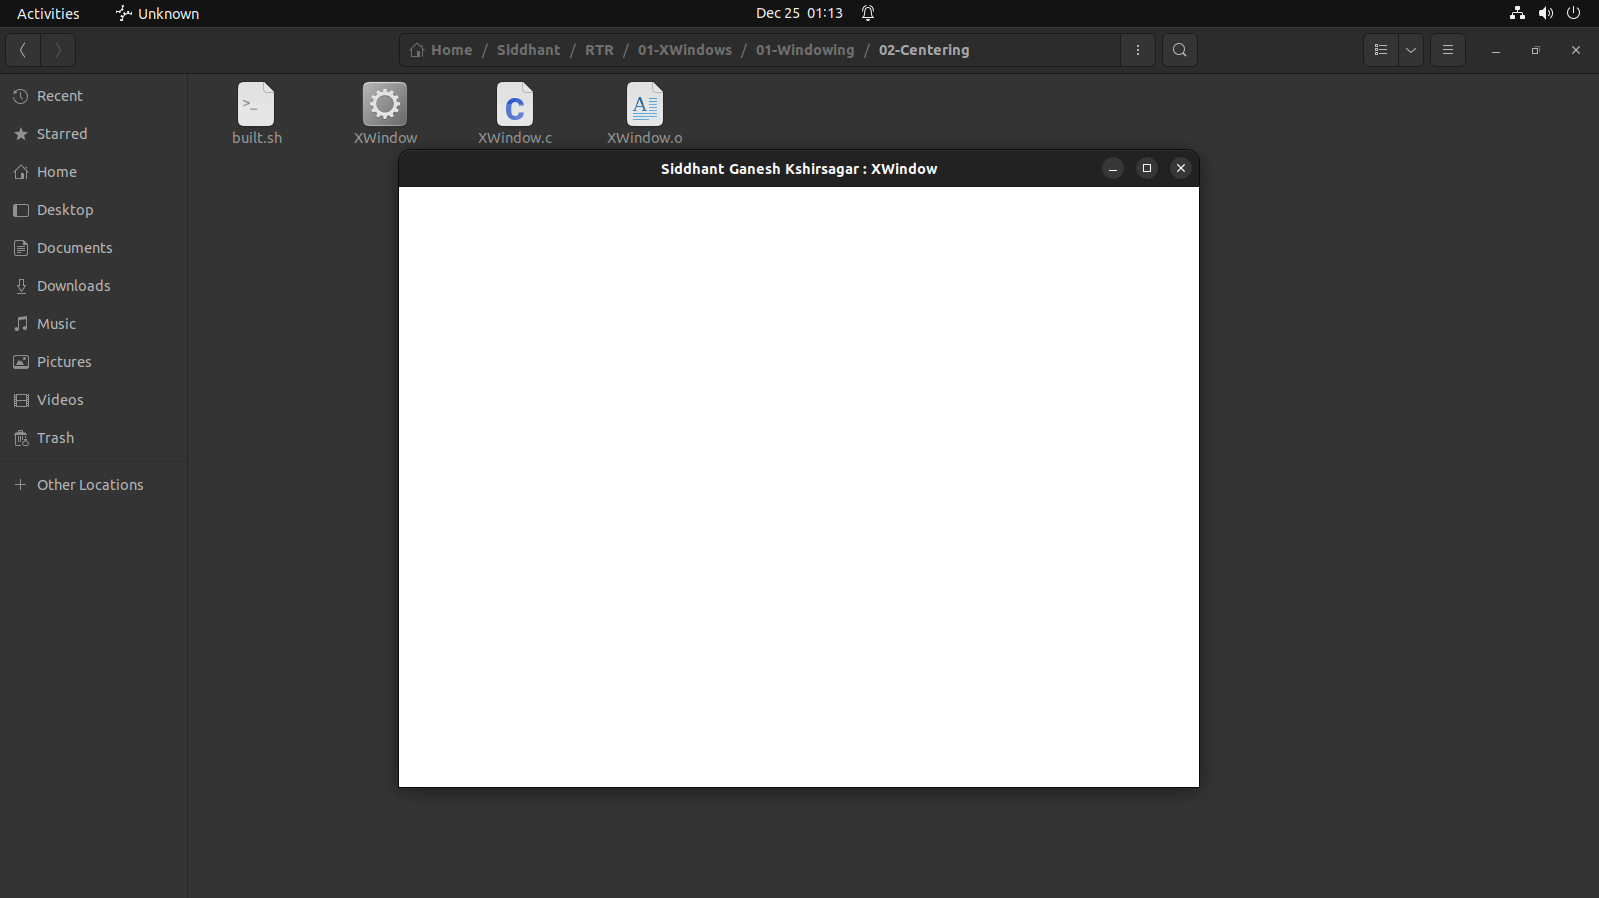 Activities
Unknown
Dec 25 01:13
Home / Siddhant / RTR / 01-XWindows / 01-Windowing / 02-Centering
Recent
Starred
Home
Desktop
Documents
Downloads
Music
Pictures
Videos
Trash
Other Locations
>_
C
A
built.sh
XWindow
XWindow.c
XWindow.o
Siddhant Ganesh Kshirsagar : XWindow